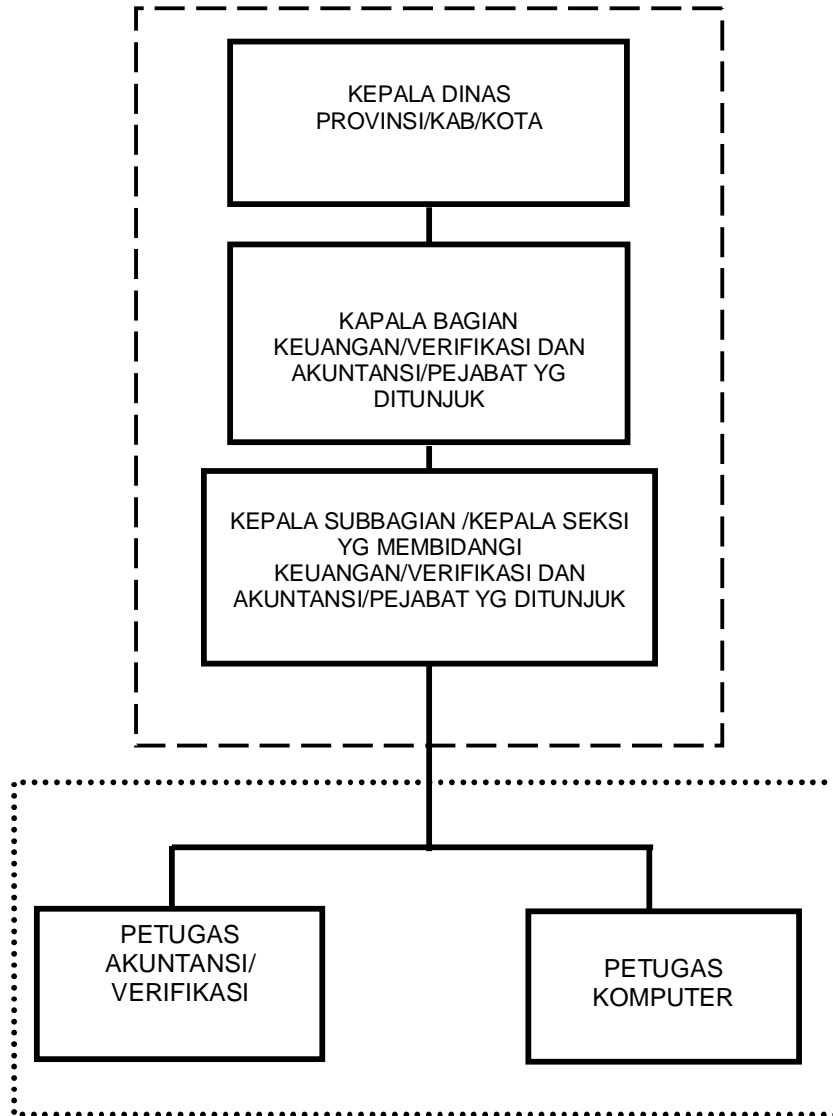 KEPALA DINAS
PROVINSI/KAB/KOTA
KAPALA BAGIAN
KEUANGAN/VERIFIKASI DAN
AKUNTANSI/PEJABAT YG
DITUNJUK
KEPALA SUBBAGIAN /KEPALA SEKSI
YG MEMBIDANGI
KEUANGAN/VERIFIKASI DAN
AKUNTANSI/PEJABAT YG DITUNJUK
PETUGAS
AKUNTANSI/
VERIFIKASI
PETUGAS
KOMPUTER